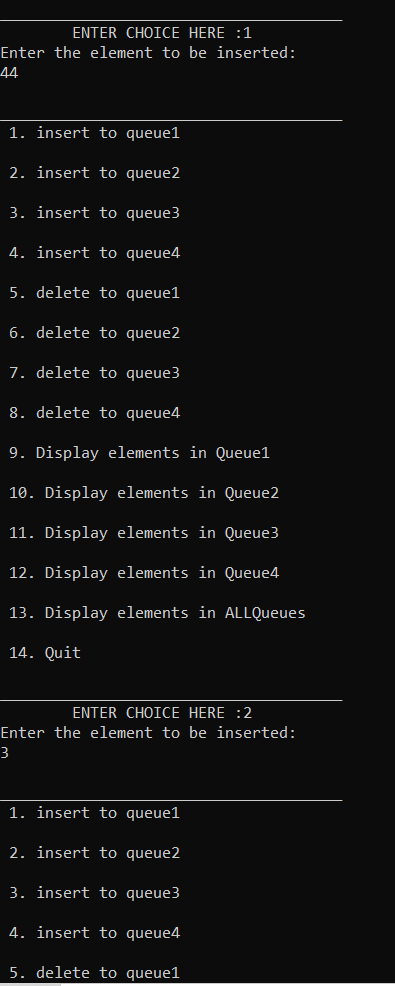 ENTER CHOICE HERE :1
Enter the element to be inserted:
44
1. insert to queue1
2. insert to queue2
3. insert to queue3
4. insert to queue4
5. delete to queue1
6. delete to queue2
7. delete to queue3
8. delete to queue4
9. Display elements in Queue1
10. Display elements in Queue2
11. Display elements in Queue3
12. Display elements in Queue4
13. Display elements in ALLQueues
14. Quit
ENTER CHOICE HERE :2
Enter the element to be inserted:
3
1. insert to queue1
2. insert to queue2
3. insert to queue3
4. insert to queue4
5. delete to queue1